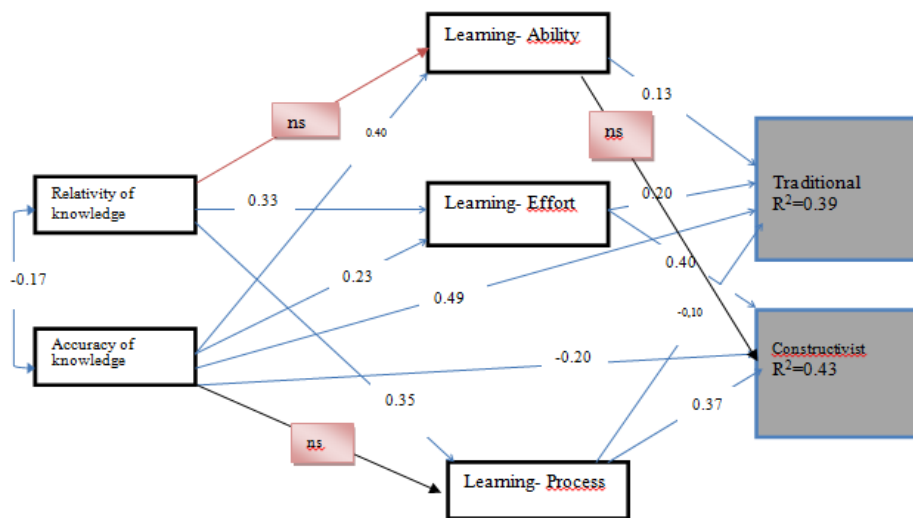 Learning- Ability
0.13
ns
ns
0.40
Relativity of
knowledge
0.33
Learning- Effort
0.20
Traditional
R²=0.39
-0.17
0.23
0.40
0.49
-0,10
Accuracy of
knowledge
-0.20
Constructivist
R²=0.43
0.35
0.37
ns
Learning- Process